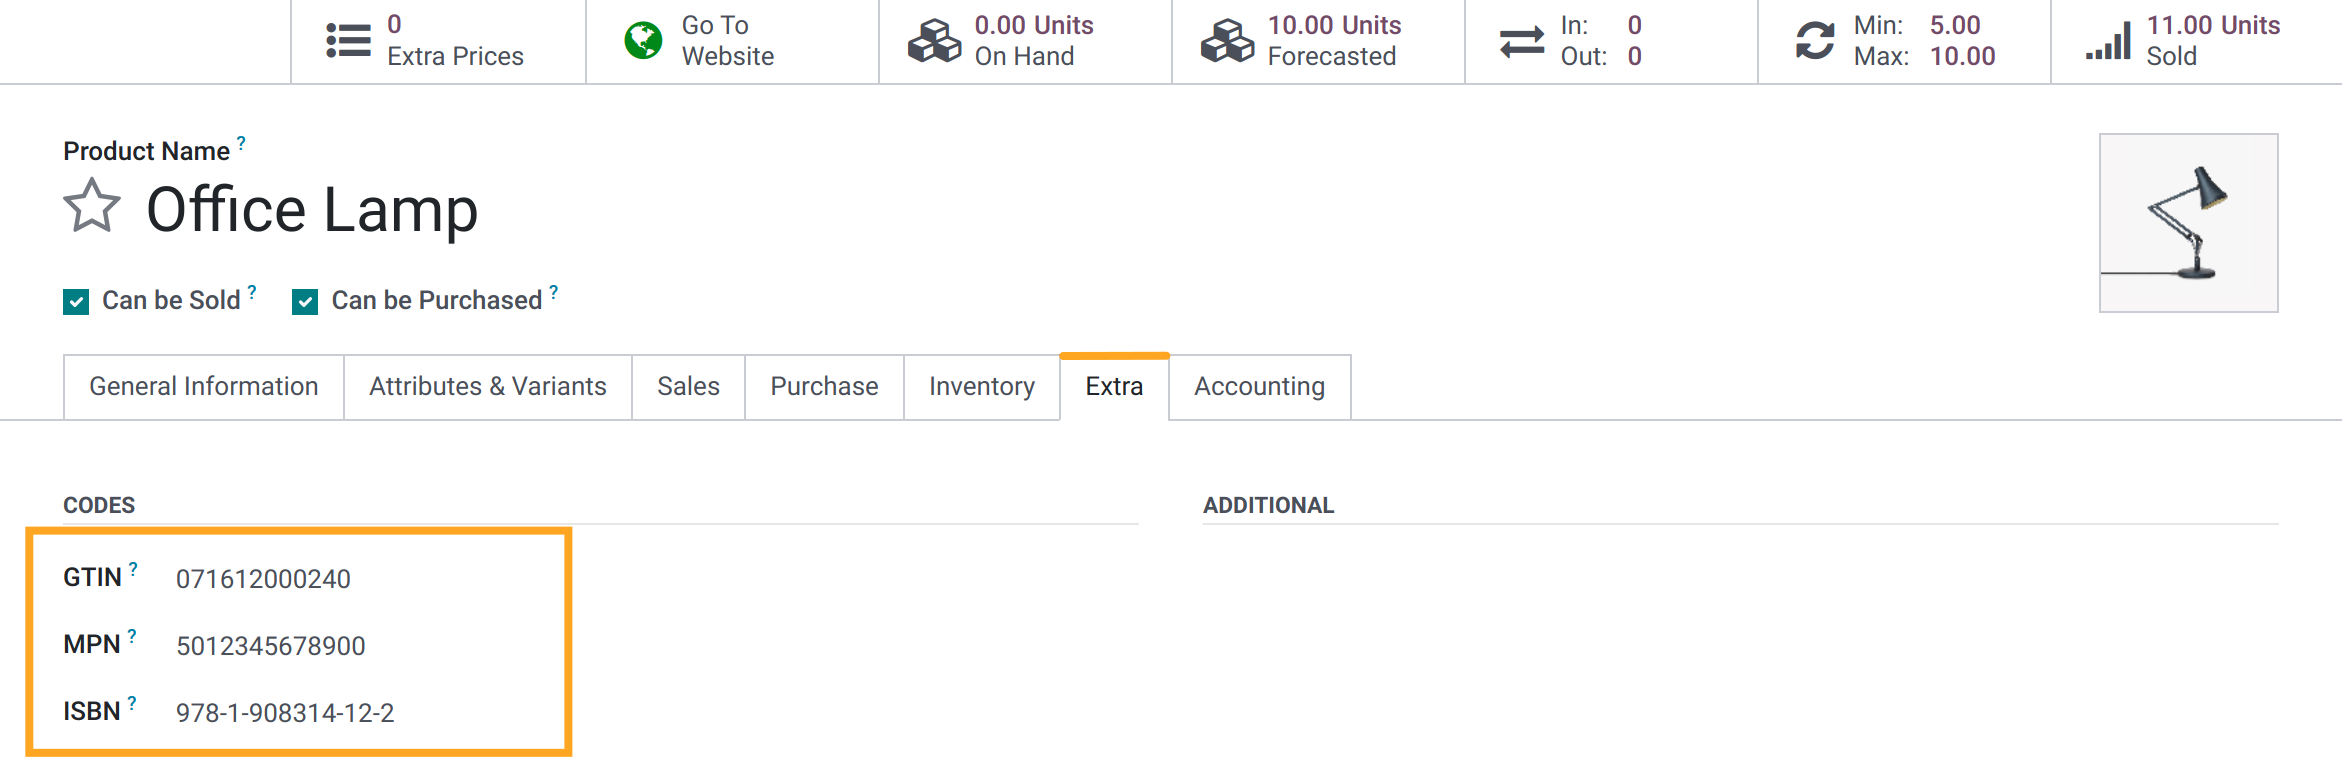 0
Extra Prices
Go To
Website
0.00 Units
On Hand
10.00 Units
Forecasted
In: 0
Out: 0
Min: 5.00
Max: 10.00
11.00 Units
Sold
Product Name ?
Office Lamp
Can be Sold ? Can be Purchased ?
General Information Attributes & Variants Sales Purchase Inventory Extra Accounting
CODES
GTIN ? 071612000240
MPN ? 5012345678900
ISBN ? 978-1-908314-12-2
ADDITIONAL